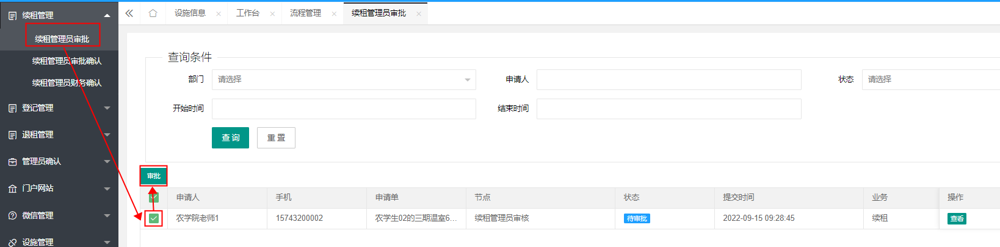 续租管理
续租管理员审批
续租管理员审批确认
续租管理员财务确认
登记管理
退租管理
管理员确认
门户网站
微信管理
设施管理
设施信息 工作台 流程管理 续租管理员审批
查询条件
部门 请选择 申请人 状态 请选择
开始时间 结束时间
查 询 重 置
审批
申请人 手机 申请单 节点 状态 提交时间 业务 操作
农学院老师1 15743200002 农学生02的三期温室6... 续租管理员审核 待审批 2022-09-15 09:28:45 续租 查看